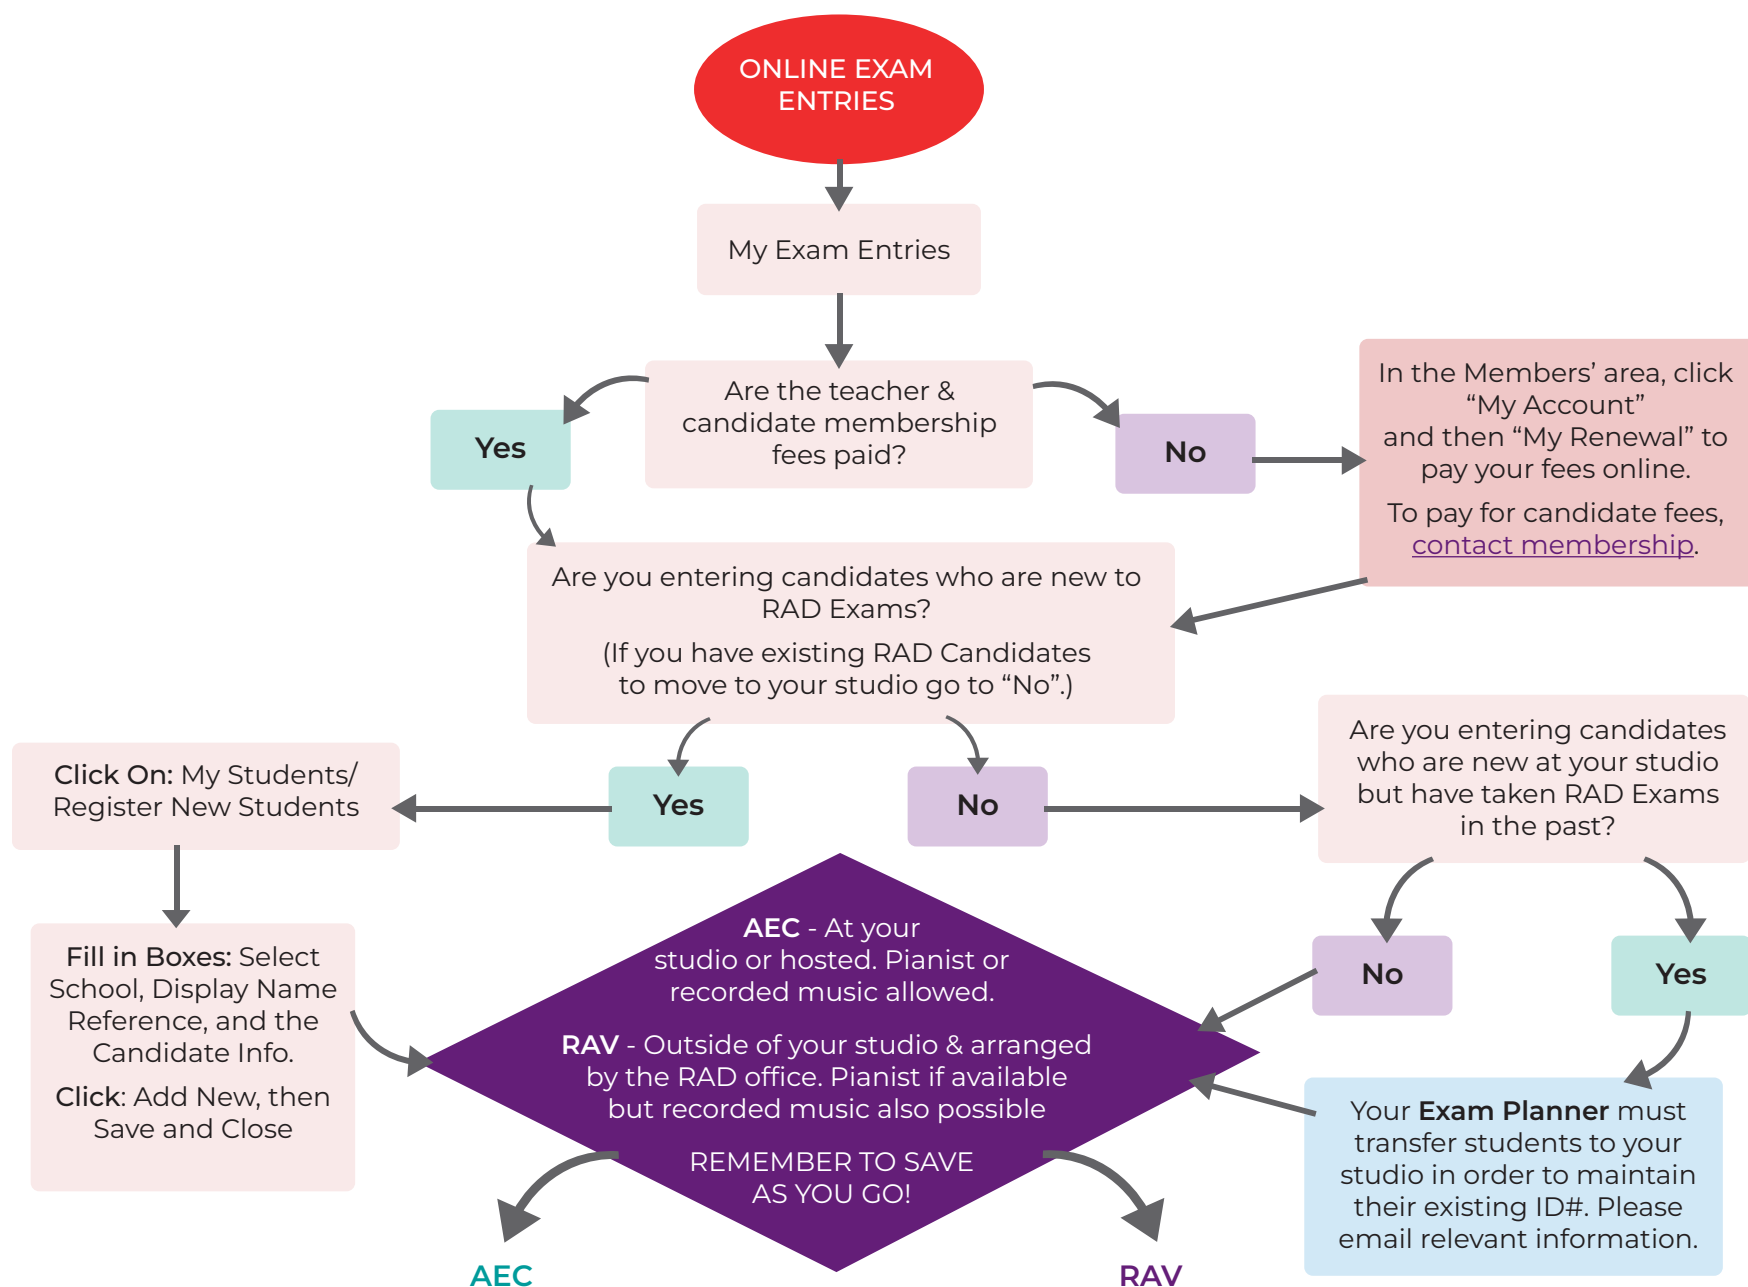 ONLINE EXAM
ENTRIES
My Exam Entries
Are the teacher &
candidate membership
fees paid?
Yes
No
In the Members’ area, click
“My Account”
and then “My Renewal” to
pay your fees online.
To pay for candidate fees,
contact membership.
Are you entering candidates who are new to
RAD Exams?
(If you have existing RAD Candidates
to move to your studio go to “No”.)
Yes
No
Click On: My Students/
Register New Students
Are you entering candidates
who are new at your studio
but have taken RAD Exams
in the past?
No
Yes
Fill in Boxes: Select
School, Display Name
Reference, and the
Candidate Info.
Click: Add New, then
Save and Close
AEC - At your
studio or hosted. Pianist or
recorded music allowed.
RAV - Outside of your studio & arranged
by the RAD office. Pianist if available
but recorded music also possible
REMEMBER TO SAVE
AS YOU GO!
Your Exam Planner must
transfer students to your
studio in order to maintain
their existing ID#. Please
email relevant information.
AEC
RAV